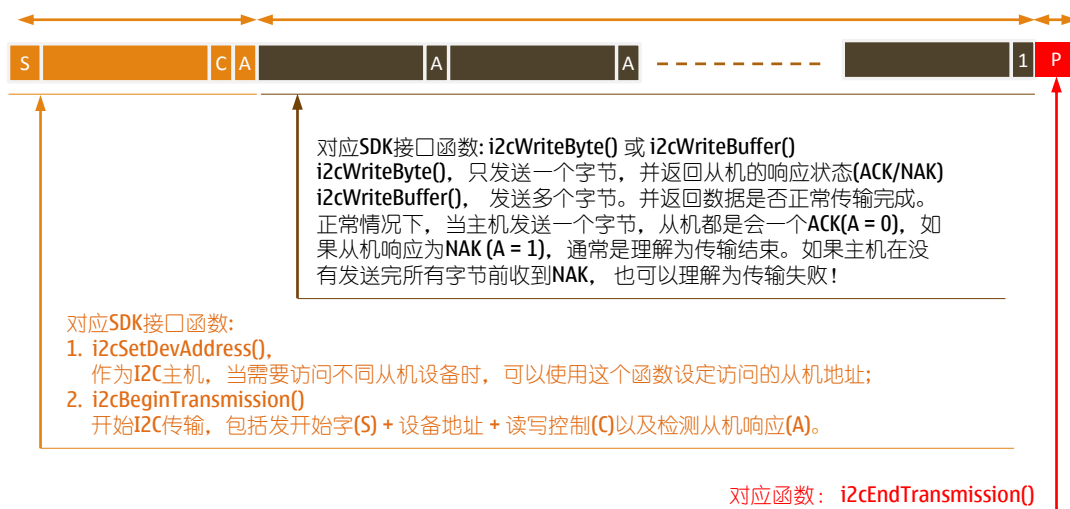 S C A A A 1 P
对应SDK接口函数: i2cWriteByte() 或 i2cWriteBuffer()
i2cWriteByte()，只发送一个字节，并返回从机的响应状态(ACK/NAK)
i2cWriteBuffer()， 发送多个字节。并返回数据是否正常传输完成。
正常情况下，当主机发送一个字节，从机都是会一个ACK(A = 0)，如
果从机响应为NAK (A = 1)，通常是理解为传输结束。如果主机在没
有发送完所有字节前收到NAK， 也可以理解为传输失败！
对应SDK接口函数:
1. i2cSetDevAddress()，
作为I2C主机，当需要访问不同从机设备时，可以使用这个函数设定访问的从机地址;
2. i2cBeginTransmission()
开始I2C传输，包括发开始字(S) + 设备地址 + 读写控制(C)以及检测从机响应(A)。
对应函数： i2cEndTransmission()